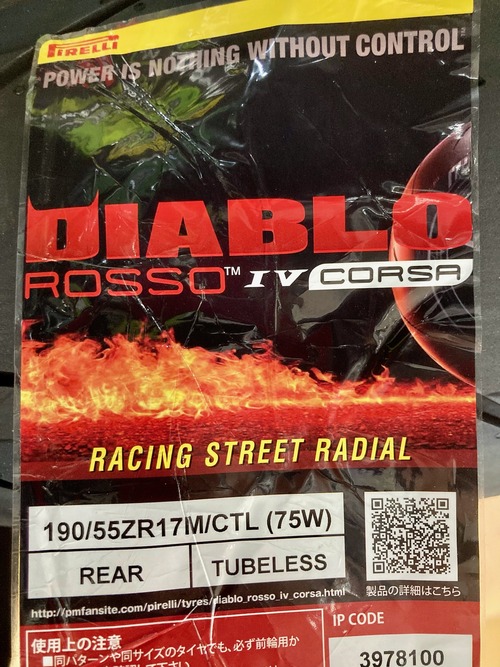 PIRELLI
POWER IS NOTHING WITHOUT CONTROL™
DIABLO
ROSSO™ IV CORSA
RACING STREET RADIAL
190/55ZR17M/CTL (75W)
REAR
TUBELESS
製品の詳細はこちら
http://pmfansite.com/pirelli/tyres/diablo_rosso_iv_corsa.html
使用上の注意
■同パターンや同サイズのタイヤでも、必ず前輪用か
IP CODE
3978100